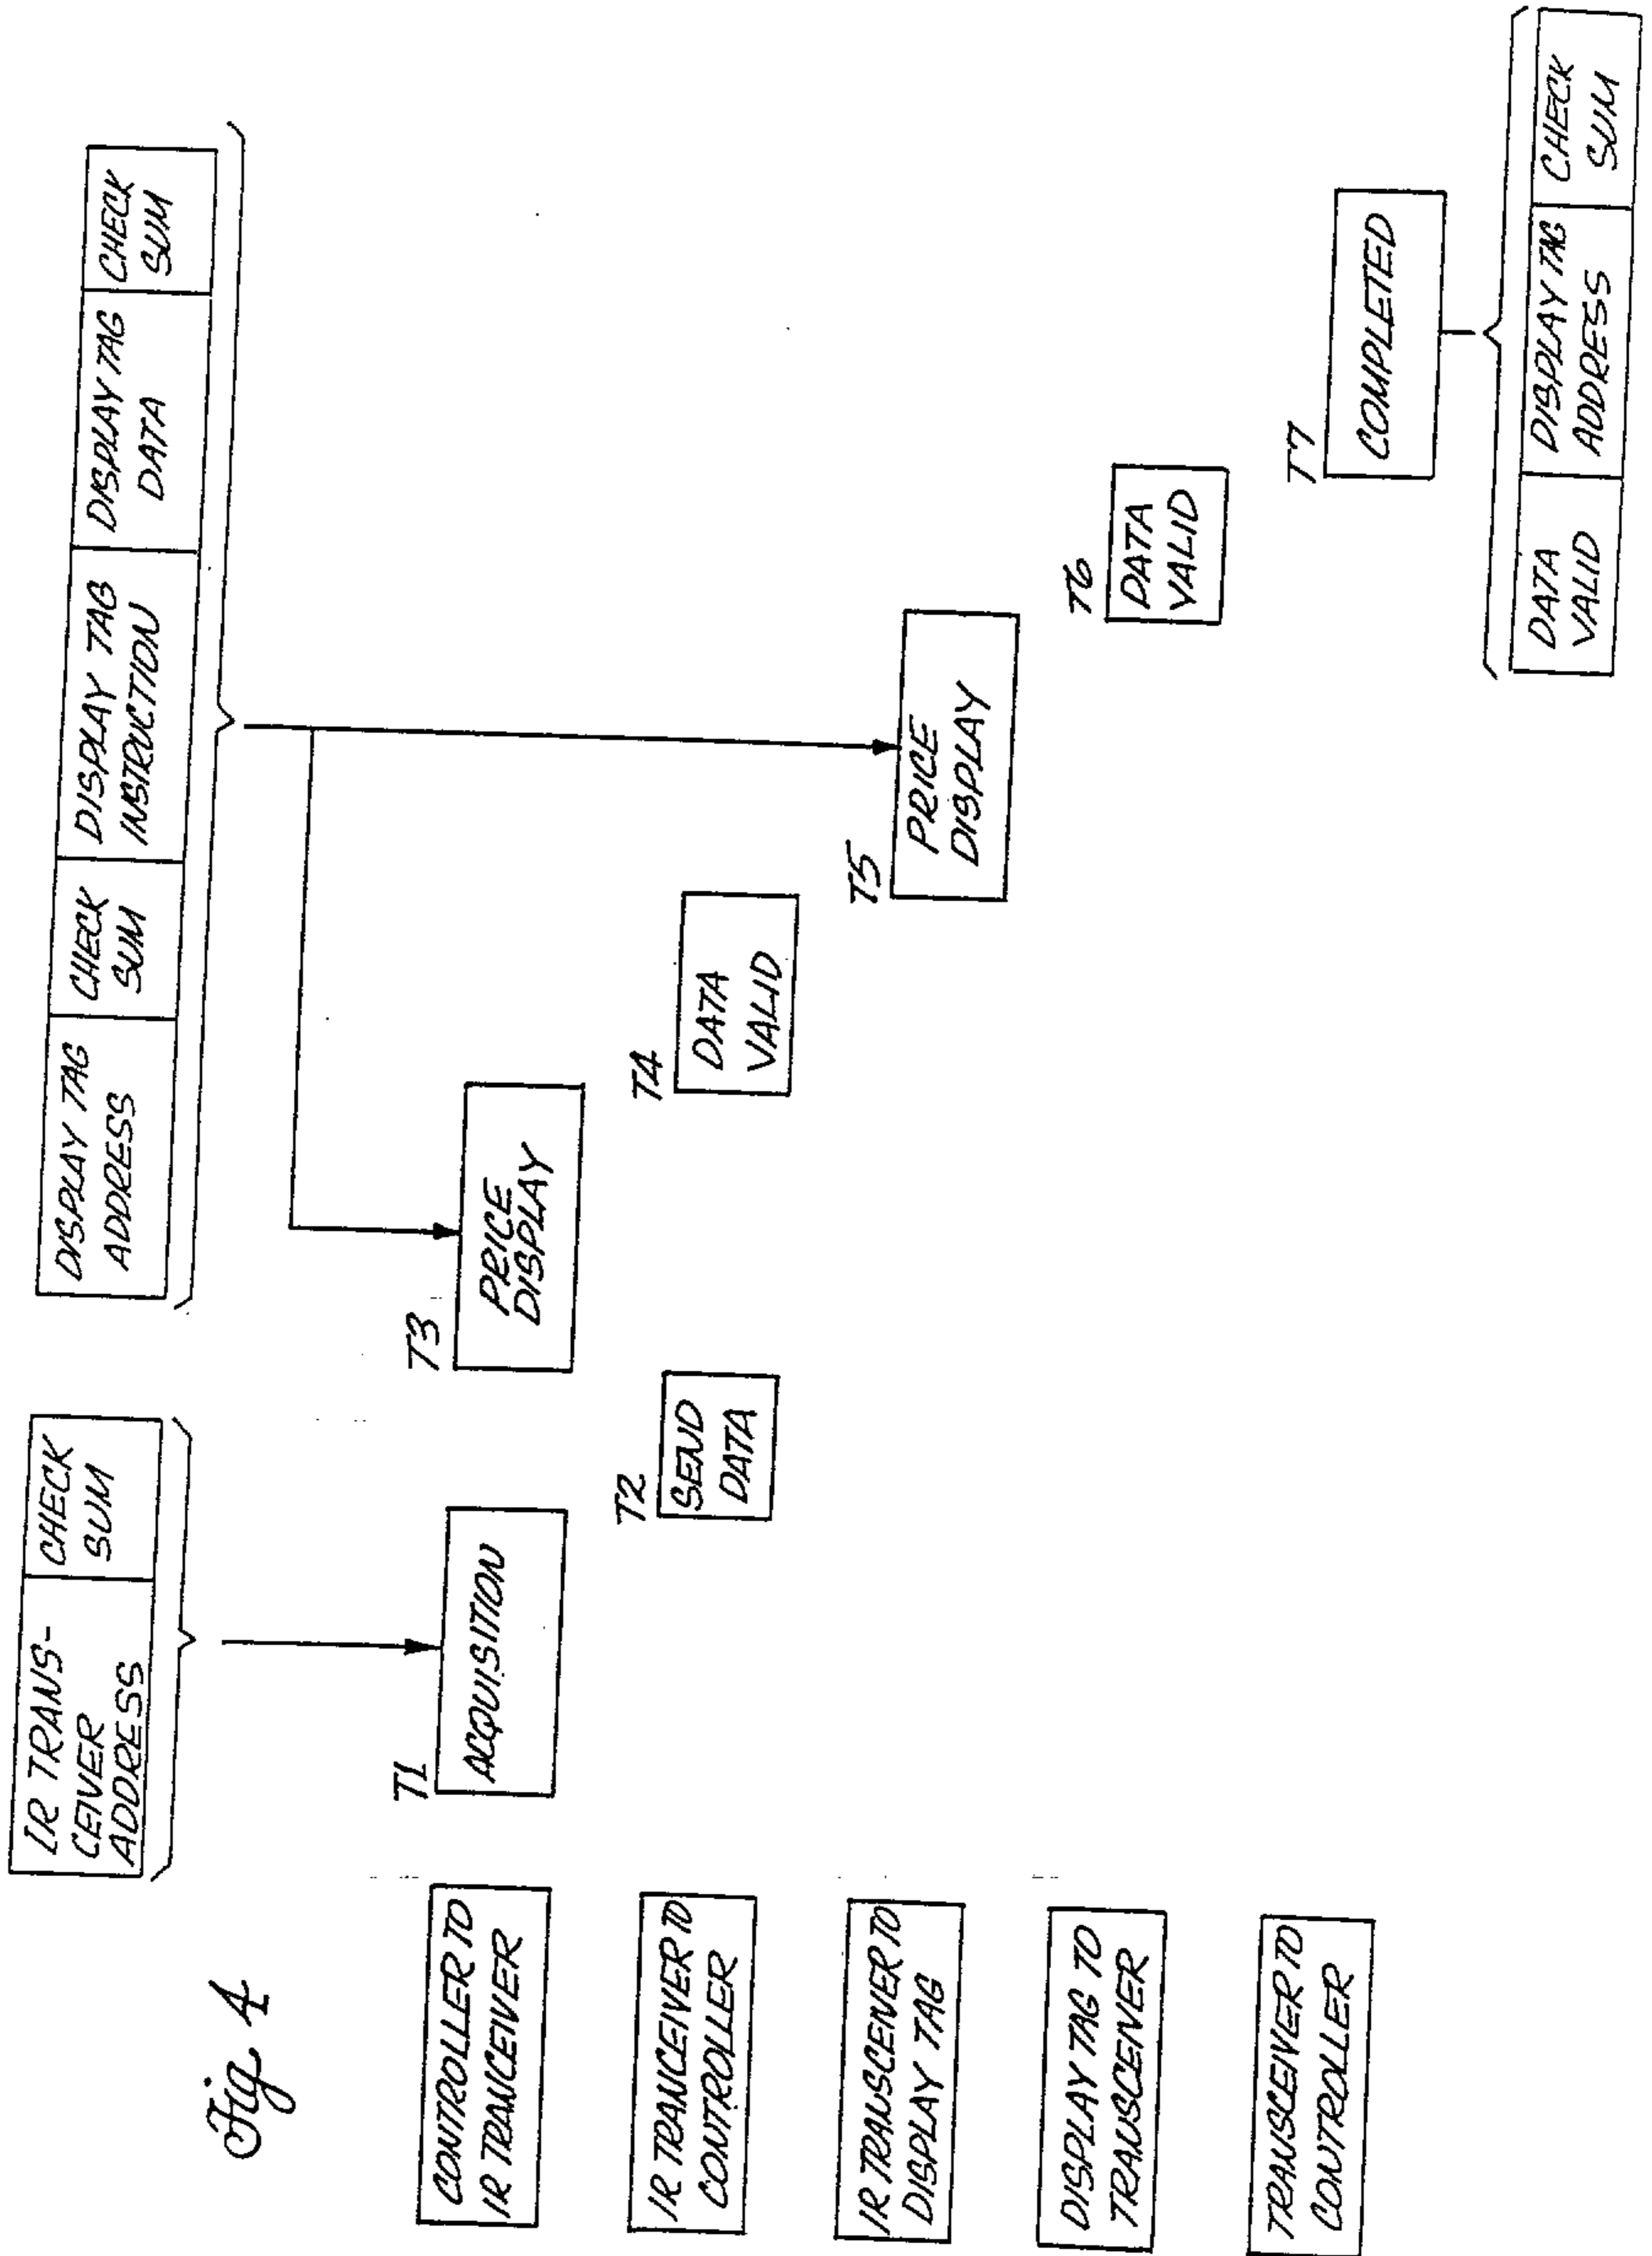 Fig. 4
IR TRANS-
CEIVER
ADDRESS
CHECK
SUM
DISPLAY TAG
ADDRESS
CHECK
SUM
DISPLAY TAG
INSTRUCTION
DISPLAY TAG
DATA
CHECK
SUM
CONTROLLER TO
IR TRANCEIVER
T1
ACQUISITION
T3
PRICE
DISPLAY
IR TRANCEIVER TO
CONTROLLER
T2
SEND
DATA
T4
DATA
VALID
IR TRANSCEIVER TO
DISPLAY TAG
T5
PRICE
DISPLAY
DISPLAY TAG TO
TRANSCEIVER
T6
DATA
VALID
TRANSCEIVER TO
CONTROLLER
T7
COMPLETED
DATA
VALID
DISPLAY TAG
ADDRESS
CHECK
SUM